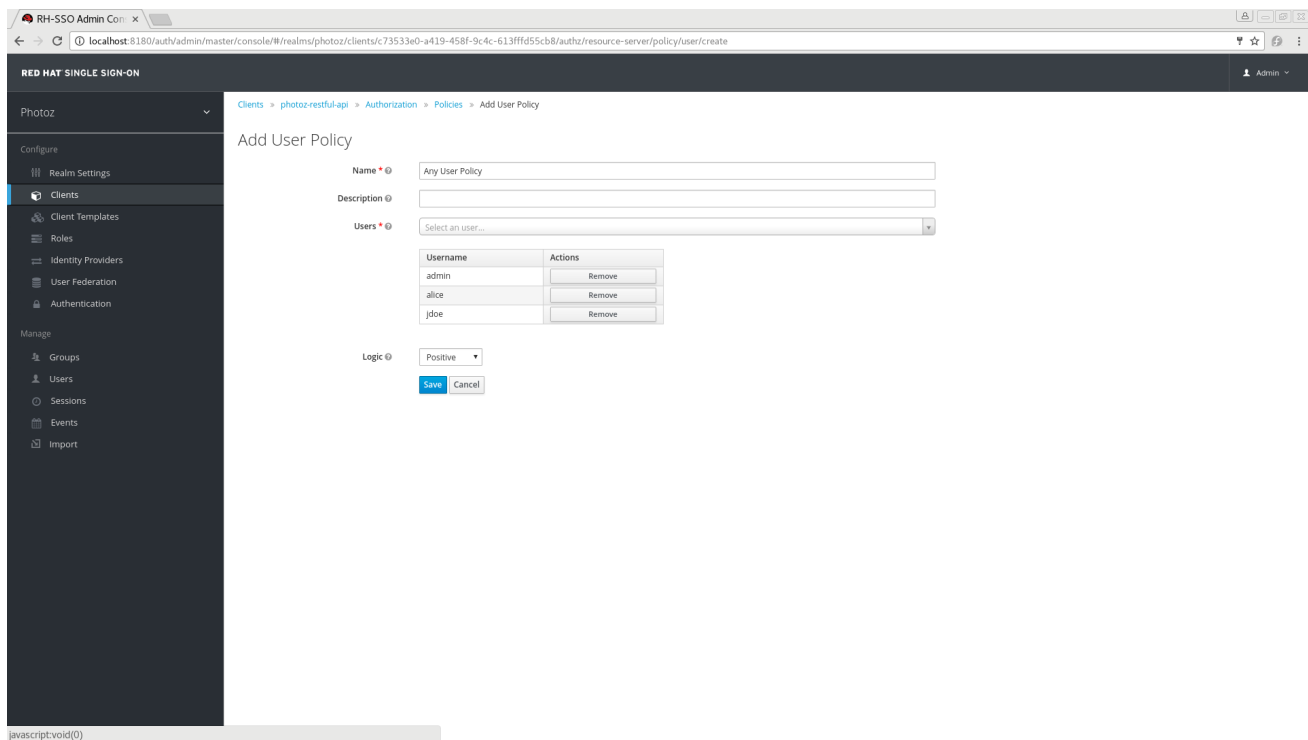 RH-SSO Admin Con
localhost:8180/auth/admin/master/console/#/realms/photoz/clients/c73533e0-a419-458f-9c4c-613fffd55cb8/authz/resource-server/policy/user/create
RED HAT SINGLE SIGN-ON
Admin
Photoz
Clients » photoz-restful-api » Authorization » Policies » Add User Policy
Add User Policy
Configure
Realm Settings
Clients
Client Templates
Roles
Identity Providers
User Federation
Authentication
Manage
Groups
Users
Sessions
Events
Import
Name * Any User Policy
Description
Users * Select an user...
Username Actions
admin Remove
alice Remove
jdoe Remove
Logic Positive
Save Cancel
javascript:void(0)